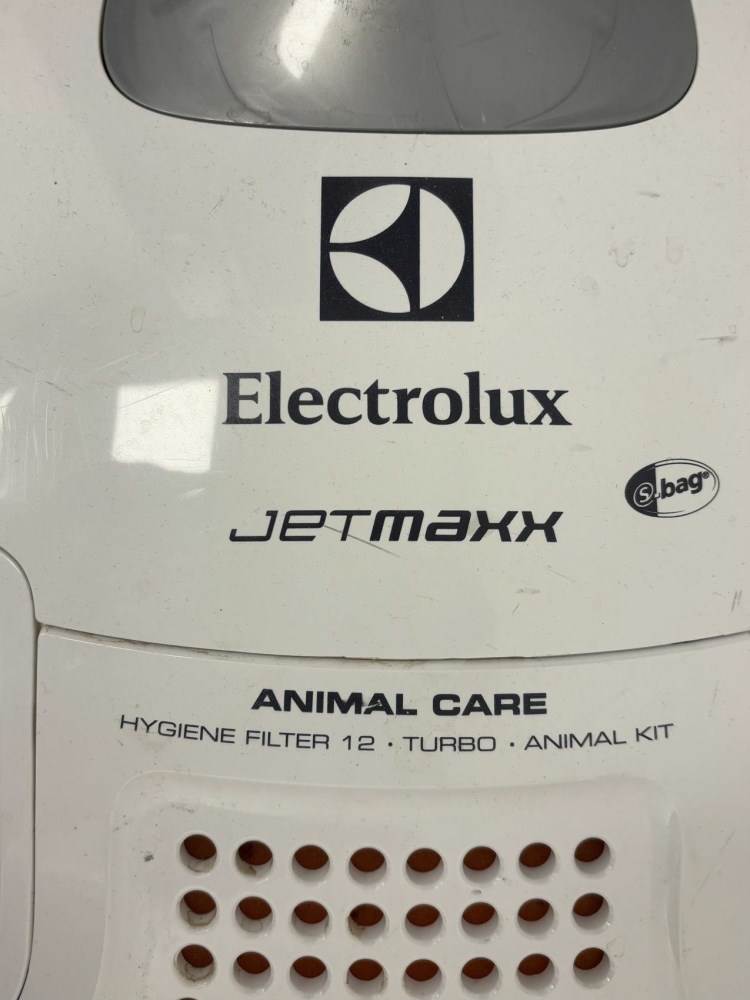 Electrolux
s-bag®
JETMAXX
ANIMAL CARE
HYGIENE FILTER 12 · TURBO · ANIMAL KIT